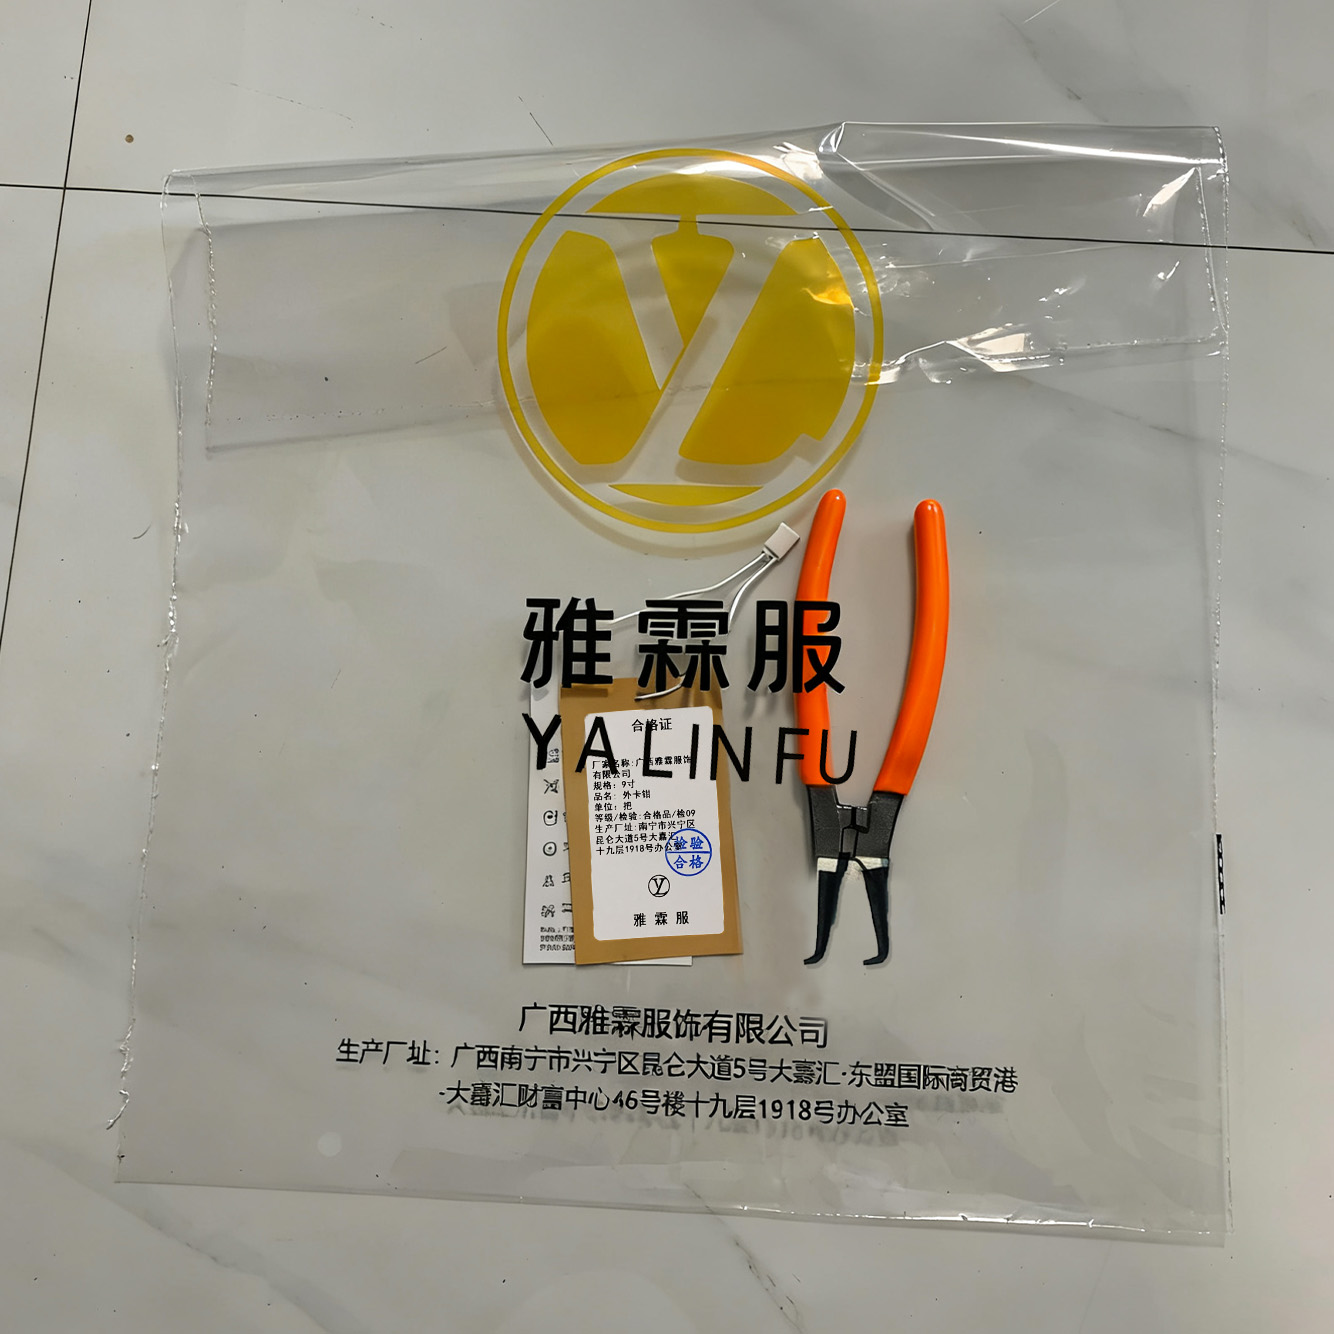 雅霖服
YALINFU
合格证
厂家名称:广西雅霖服饰
有限公司
规格: 9寸
品名: 外卡钳
单位: 把
等级/检验:合格品/检09
生产厂址:南宁市兴宁区
昆仑大道5号大嘉汇
十九层1918号办公室
检验
合格
雅霖服
广西雅霖服饰有限公司
生产厂址：广西南宁市兴宁区昆仑大道5号大嘉汇·东盟国际商贸港
·大嘉汇财富中心46号楼十九层1918号办公室